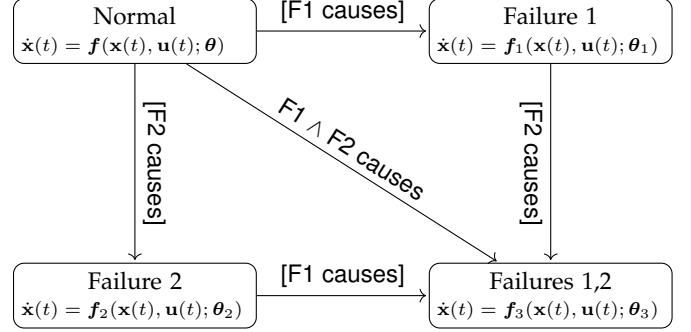 Normal
ẋ(t) = f(x(t), u(t); θ)
[F1 causes]
Failure 1
ẋ(t) = f₁(x(t), u(t); θ₁)
[F2 causes]
F1 ∧ F2 causes
[F2 causes]
Failure 2
ẋ(t) = f₂(x(t), u(t); θ₂)
[F1 causes]
Failures 1,2
ẋ(t) = f₃(x(t), u(t); θ₃)